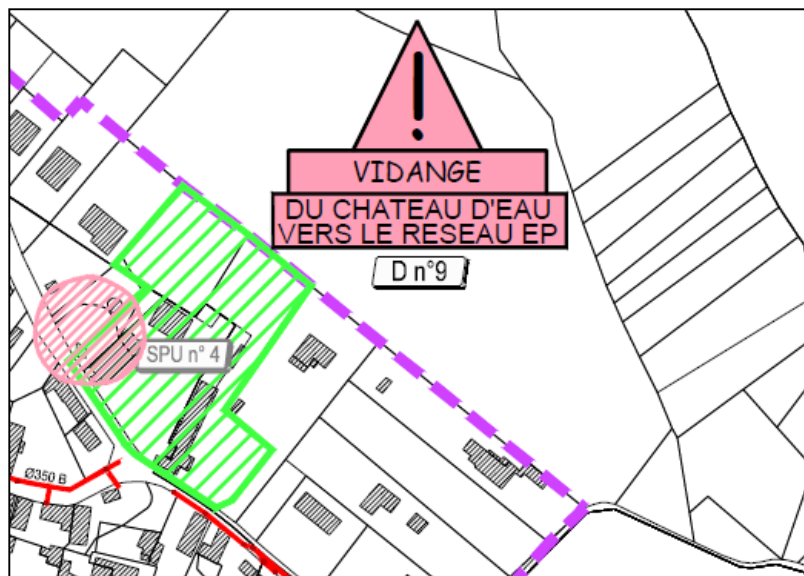 !
VIDANGE
DU CHATEAU D'EAU
VERS LE RESEAU EP
D n°9
SPU n° 4
Ø350 B